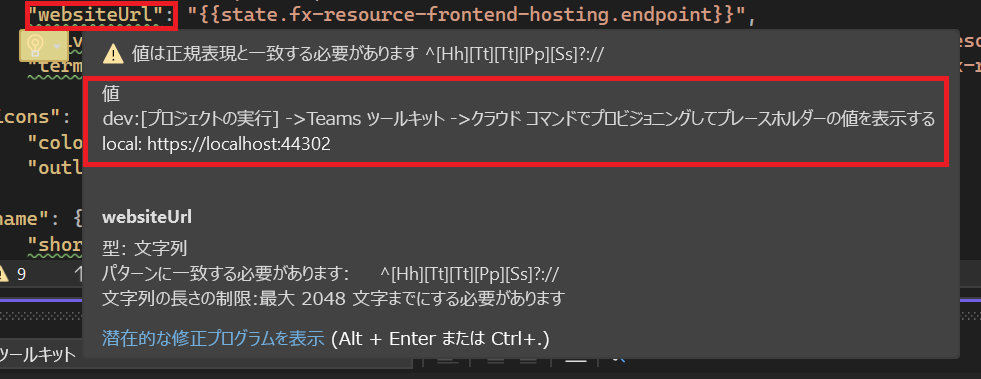 "websiteUrl": "{{state.fx-resource-frontend-hosting.endpoint}}",
値は正規表現と一致する必要があります ^[Hh][Tt][Tt][Pp][Ss]?://
"term
値
dev:[プロジェクトの実行] ->Teams ツールキット ->クラウド コマンドでプロビジョニングしてプレースホルダーの値を表示する
local: https://localhost:44302
icons":
"colo
"outl
websiteUrl
name": {
型: 文字列
"shor
パターンに一致する必要があります: ^[Hh][Tt][Tt][Pp][Ss]?://
9
文字列の長さの制限:最大 2048 文字までにする必要があります
潜在的な修正プログラムを表示 (Alt + Enter または Ctrl+.)
ツールキット